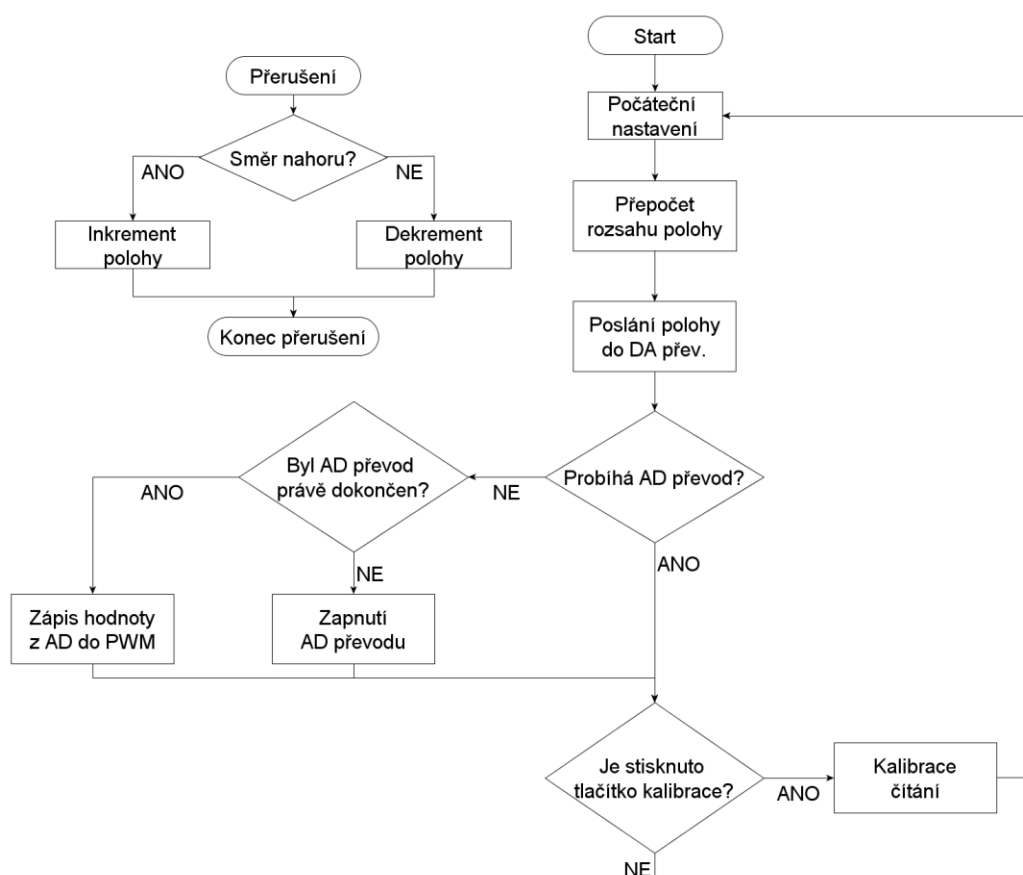 Přerušení
Směr nahoru?
ANO
NE
Inkrement
polohy
Dekrement
polohy
Konec přerušení
Start
Počáteční
nastavení
Přepočet
rozsahu polohy
Poslání polohy
do DA přev.
Probíhá AD převod?
NE
ANO
Byl AD převod
právě dokončen?
ANO
NE
Zápis hodnoty
z AD do PWM
Zapnutí
AD převodu
Je stisknuto
tlačítko kalibrace?
ANO
NE
Kalibrace
čítání